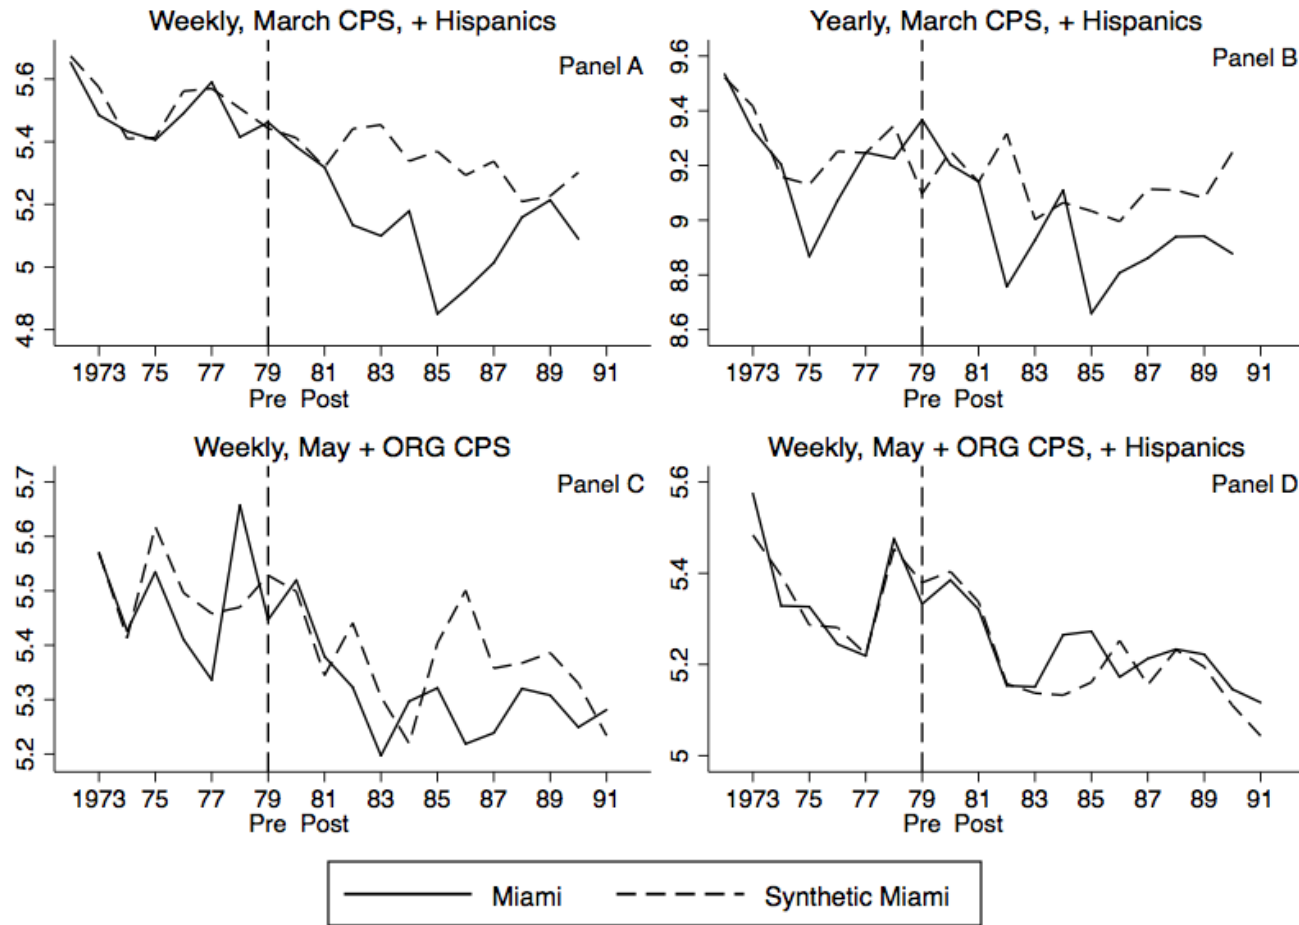 Weekly, March CPS, + Hispanics
Panel A
5.6
5.4
5.2
5
4.8
1973 75 77 79 81 83 85 87 89 91
Pre Post
Yearly, March CPS, + Hispanics
Panel B
9.6
9.4
9.2
9
8.8
8.6
1973 75 77 79 81 83 85 87 89 91
Pre Post
Weekly, May + ORG CPS
Panel C
5.7
5.6
5.5
5.4
5.3
5.2
1973 75 77 79 81 83 85 87 89 91
Pre Post
Weekly, May + ORG CPS, + Hispanics
Panel D
5.6
5.4
5.2
5
1973 75 77 79 81 83 85 87 89 91
Pre Post
Miami
Synthetic Miami